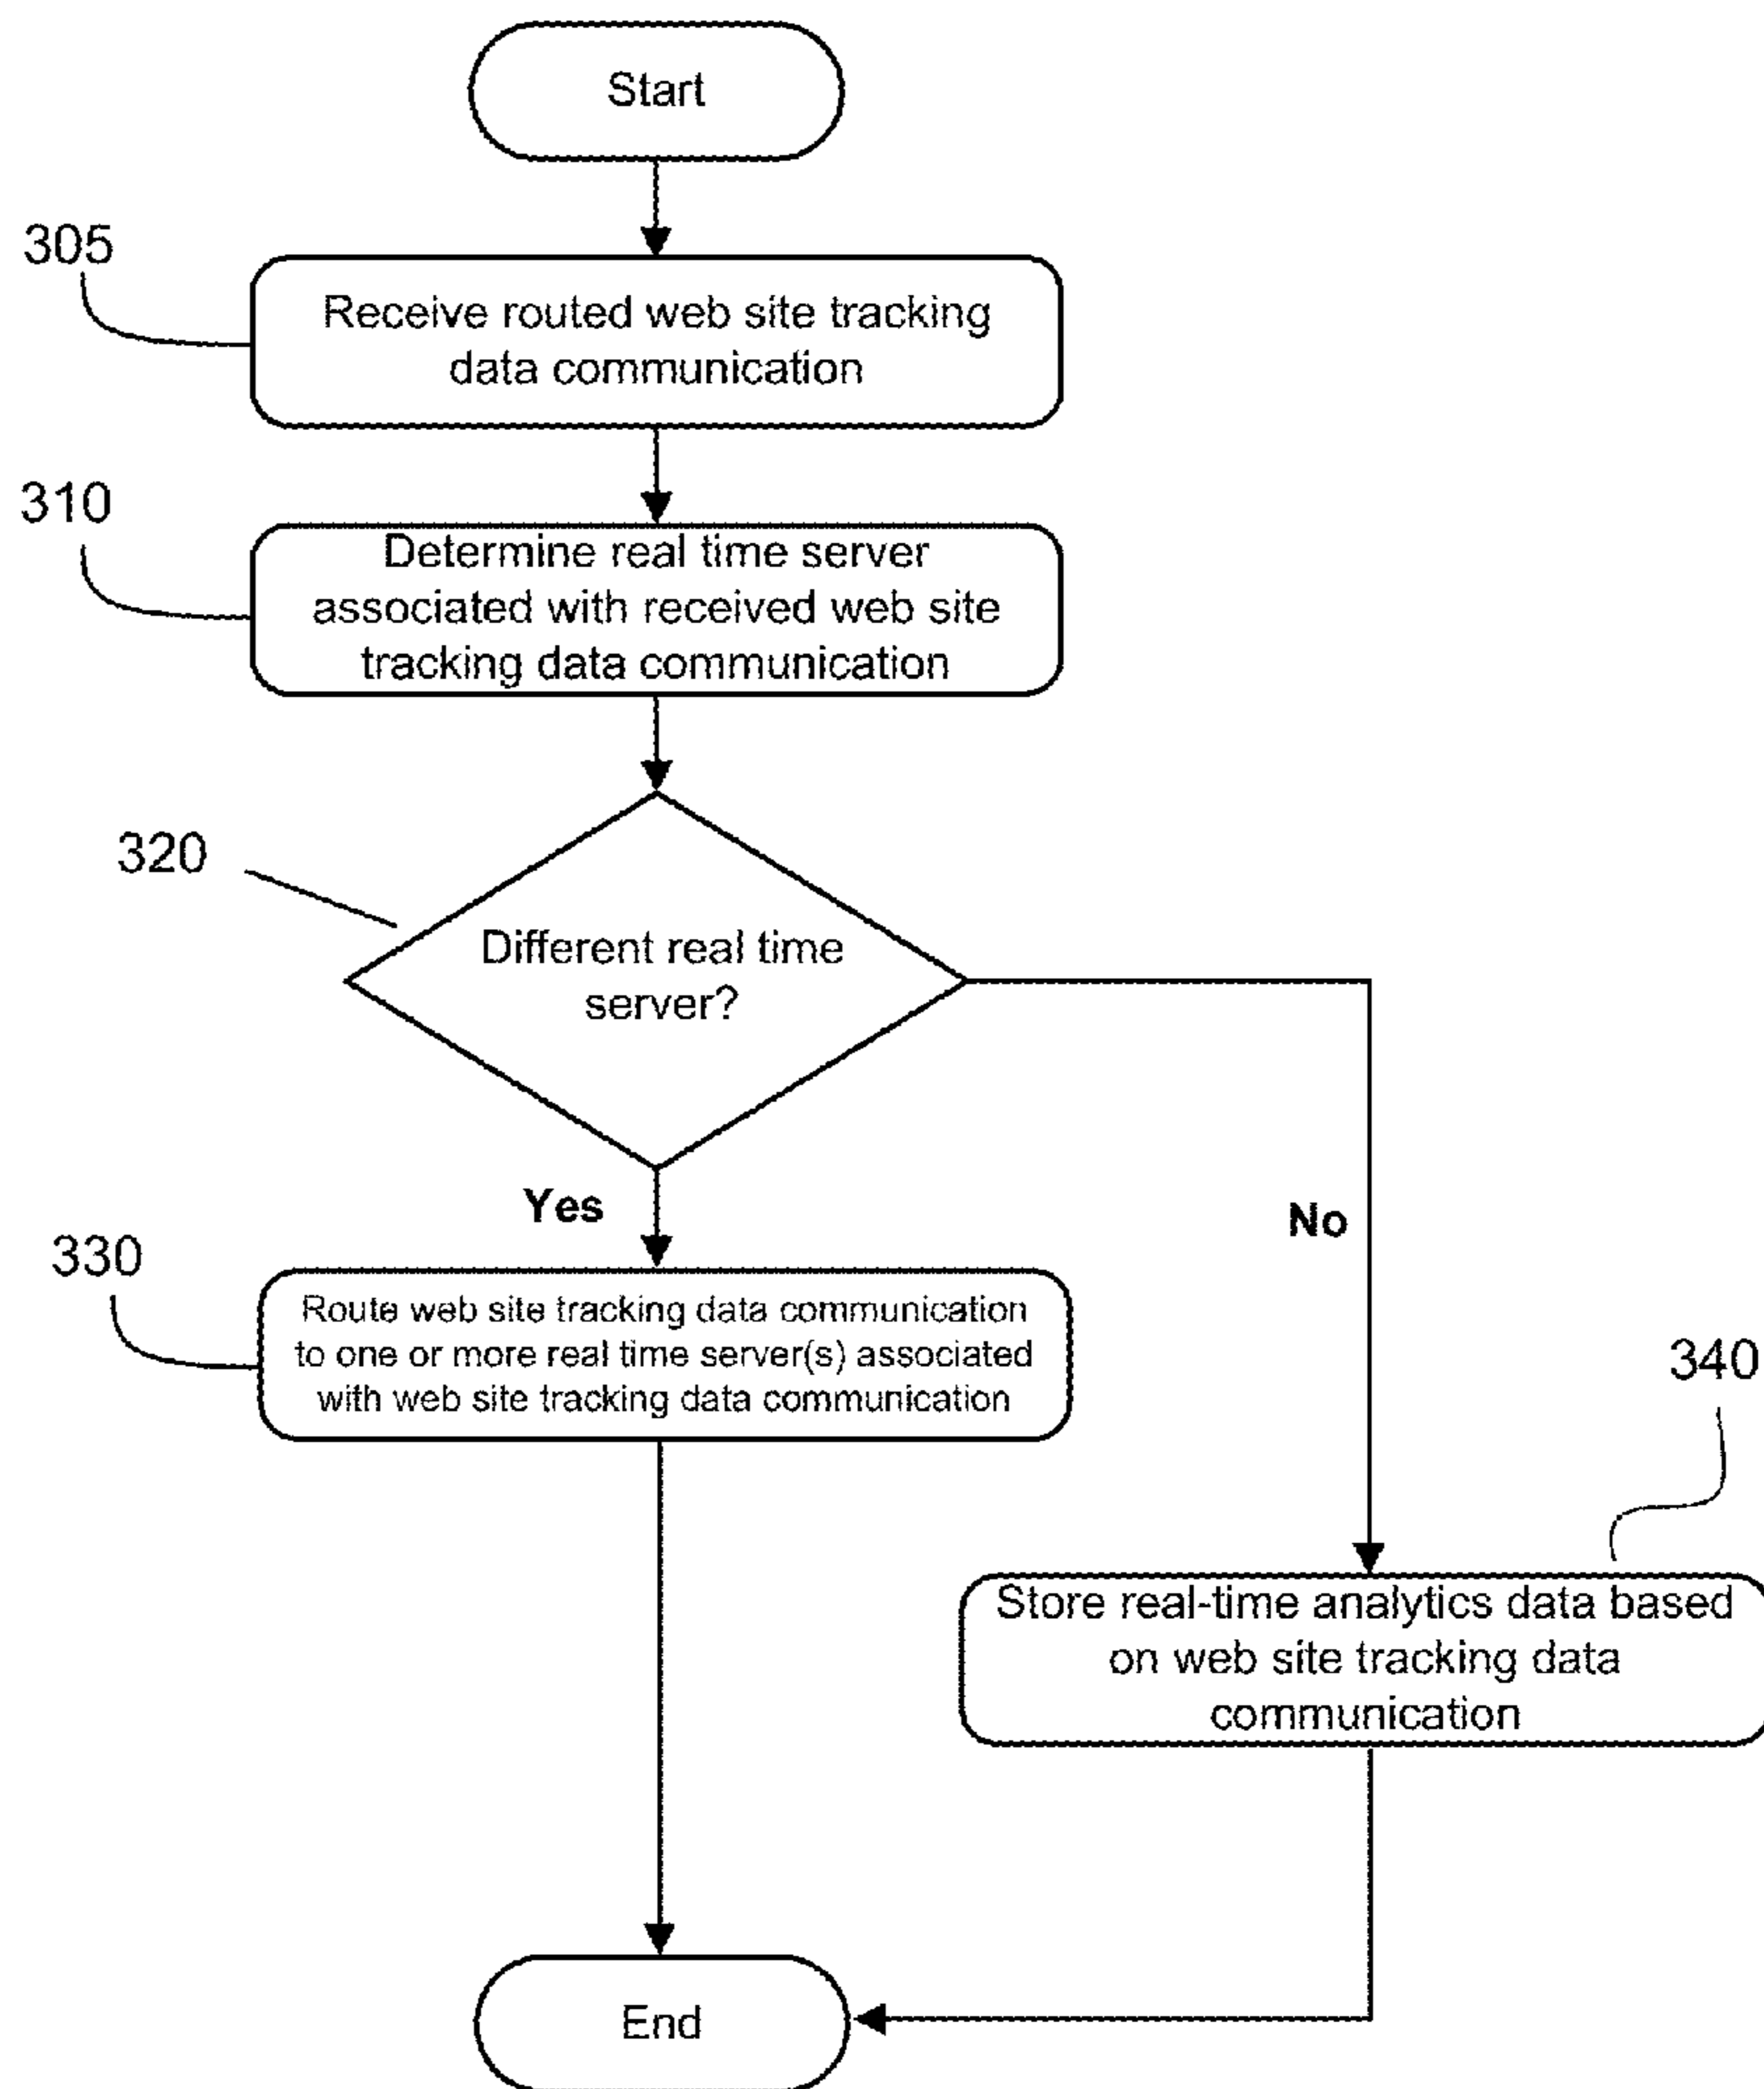 Start
305
Receive routed web site tracking
data communication
310
Determine real time server
associated with received web site
tracking data communication
320
Different real time
server?
Yes
No
330
Route web site tracking data communication
to one or more real time server(s) associated
with web site tracking data communication
340
Store real-time analytics data based
on web site tracking data
communication
End